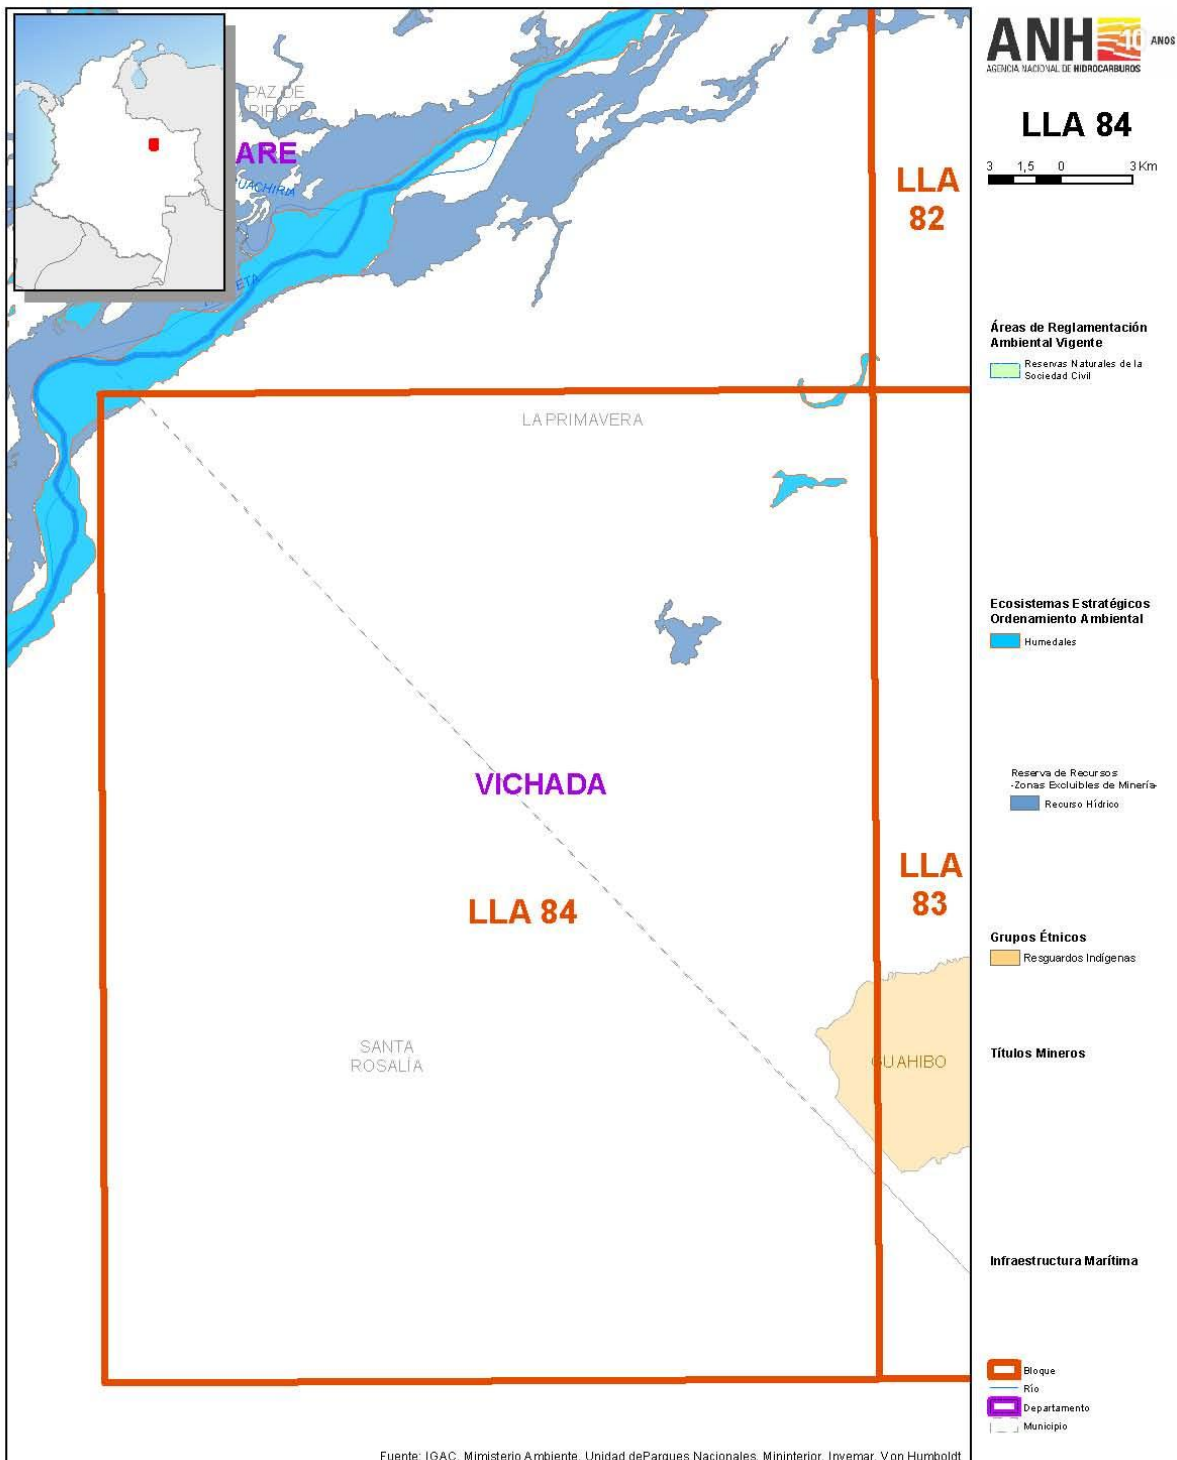 PAZ DE
ARE
LLA
82
LA PRIMAVERA
VICHADA
LLA 84
LLA
83
SANTA
ROSALÍA
GUAHIBO
Fuente: IGAC, Mimisterio Ambiente, Unidad deParques Nacionales, Mininterior, Invemar, Von Humboldt
ANH 10 AÑOS
AGENCIA NACIONAL DE HIDROCARBUROS
LLA 84
3 1,5 0 3 Km
Áreas de Reglamentación
Ambiental Vigente
Reservas Naturales de la
Sociedad Civil
Ecosistemas Estratégicos
Ordenamiento Ambiental
Humedales
Reserva de Recursos
-Zonas Excluibles de Minería-
Recurso Hídrico
Grupos Étnicos
Resguardos Indígenas
Títulos Mineros
Infraestructura Marítima
Bloque
Río
Departamento
Municipio